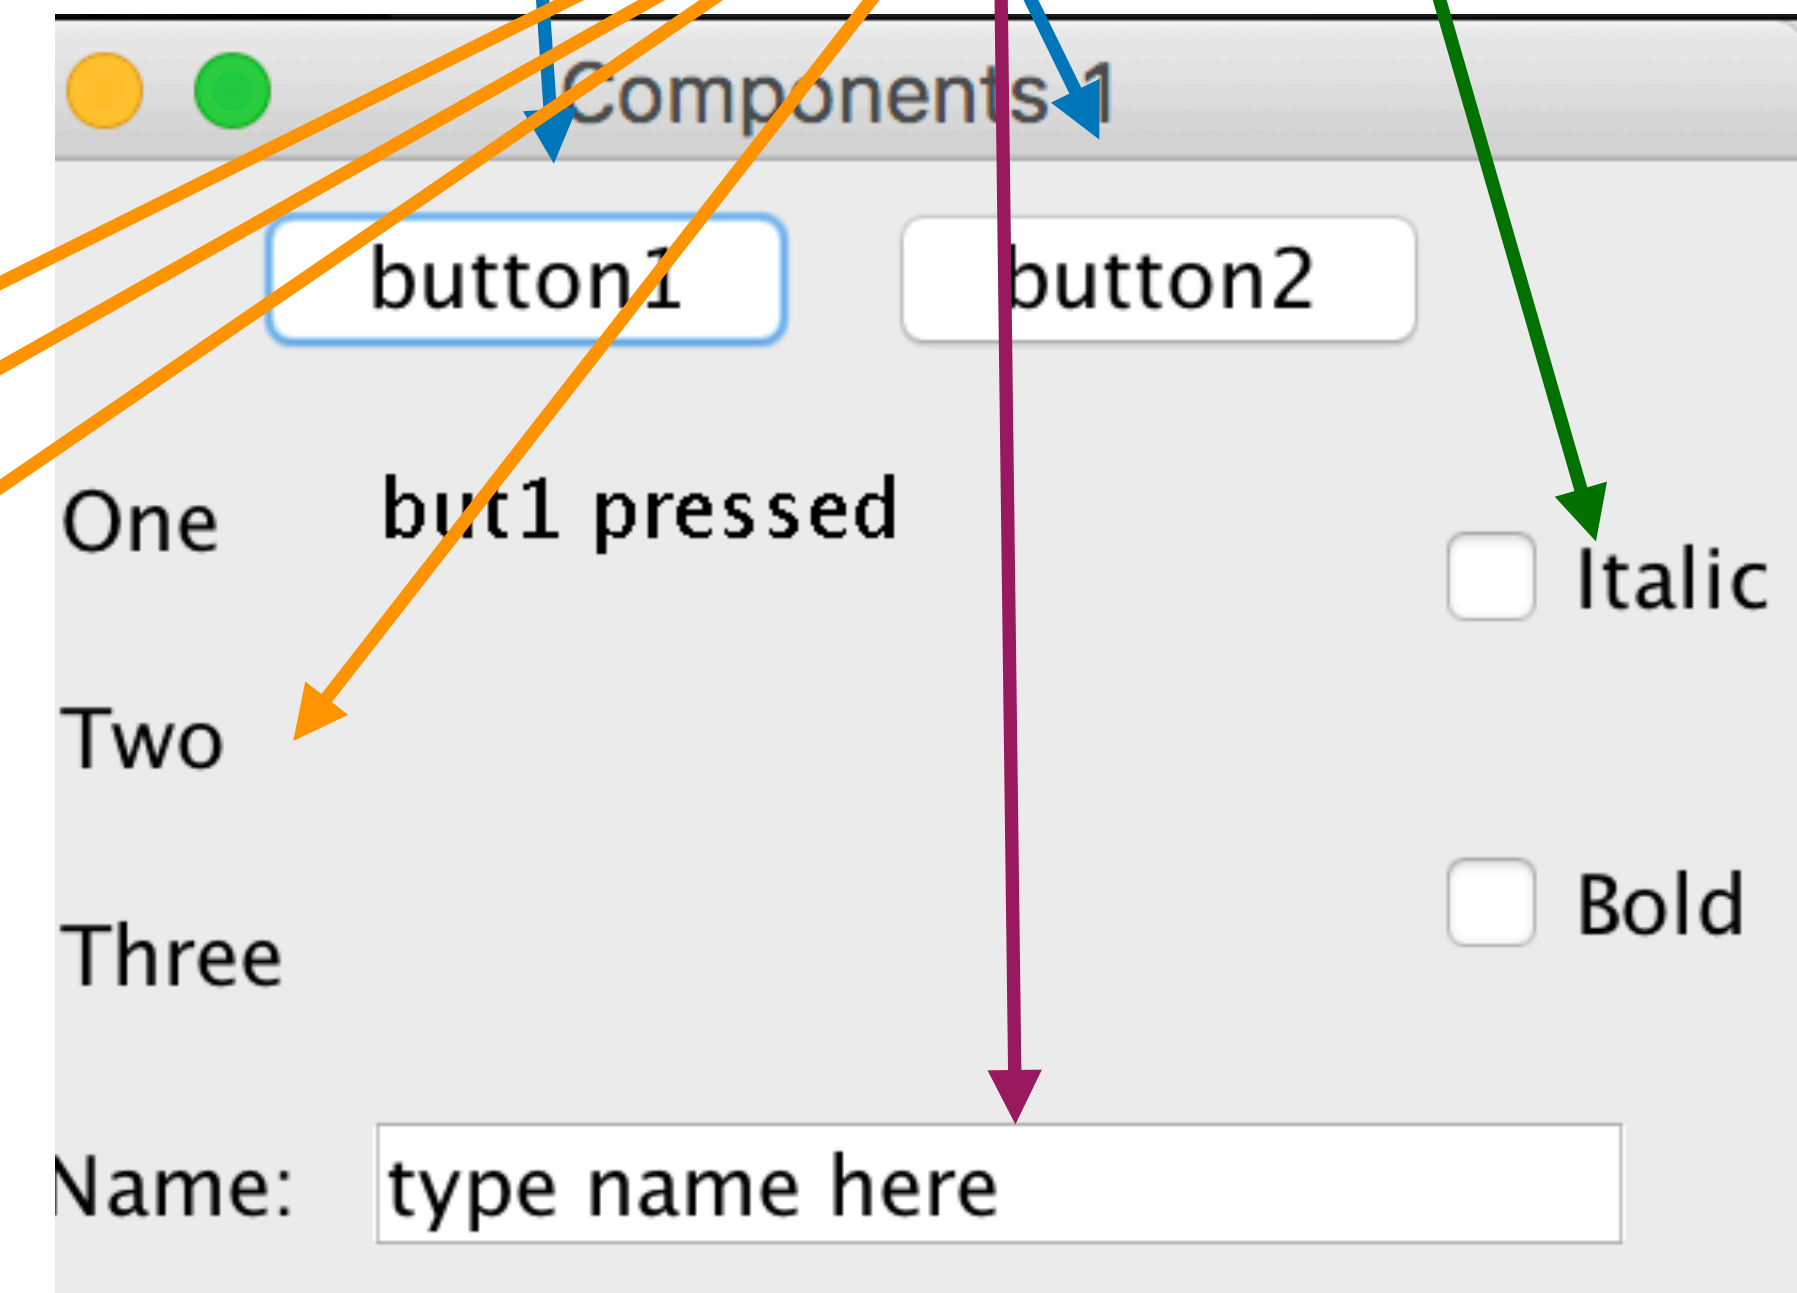 Components 1
button1 button2
One but1 pressed
Italic
Two
Bold
Three
Name: type name here